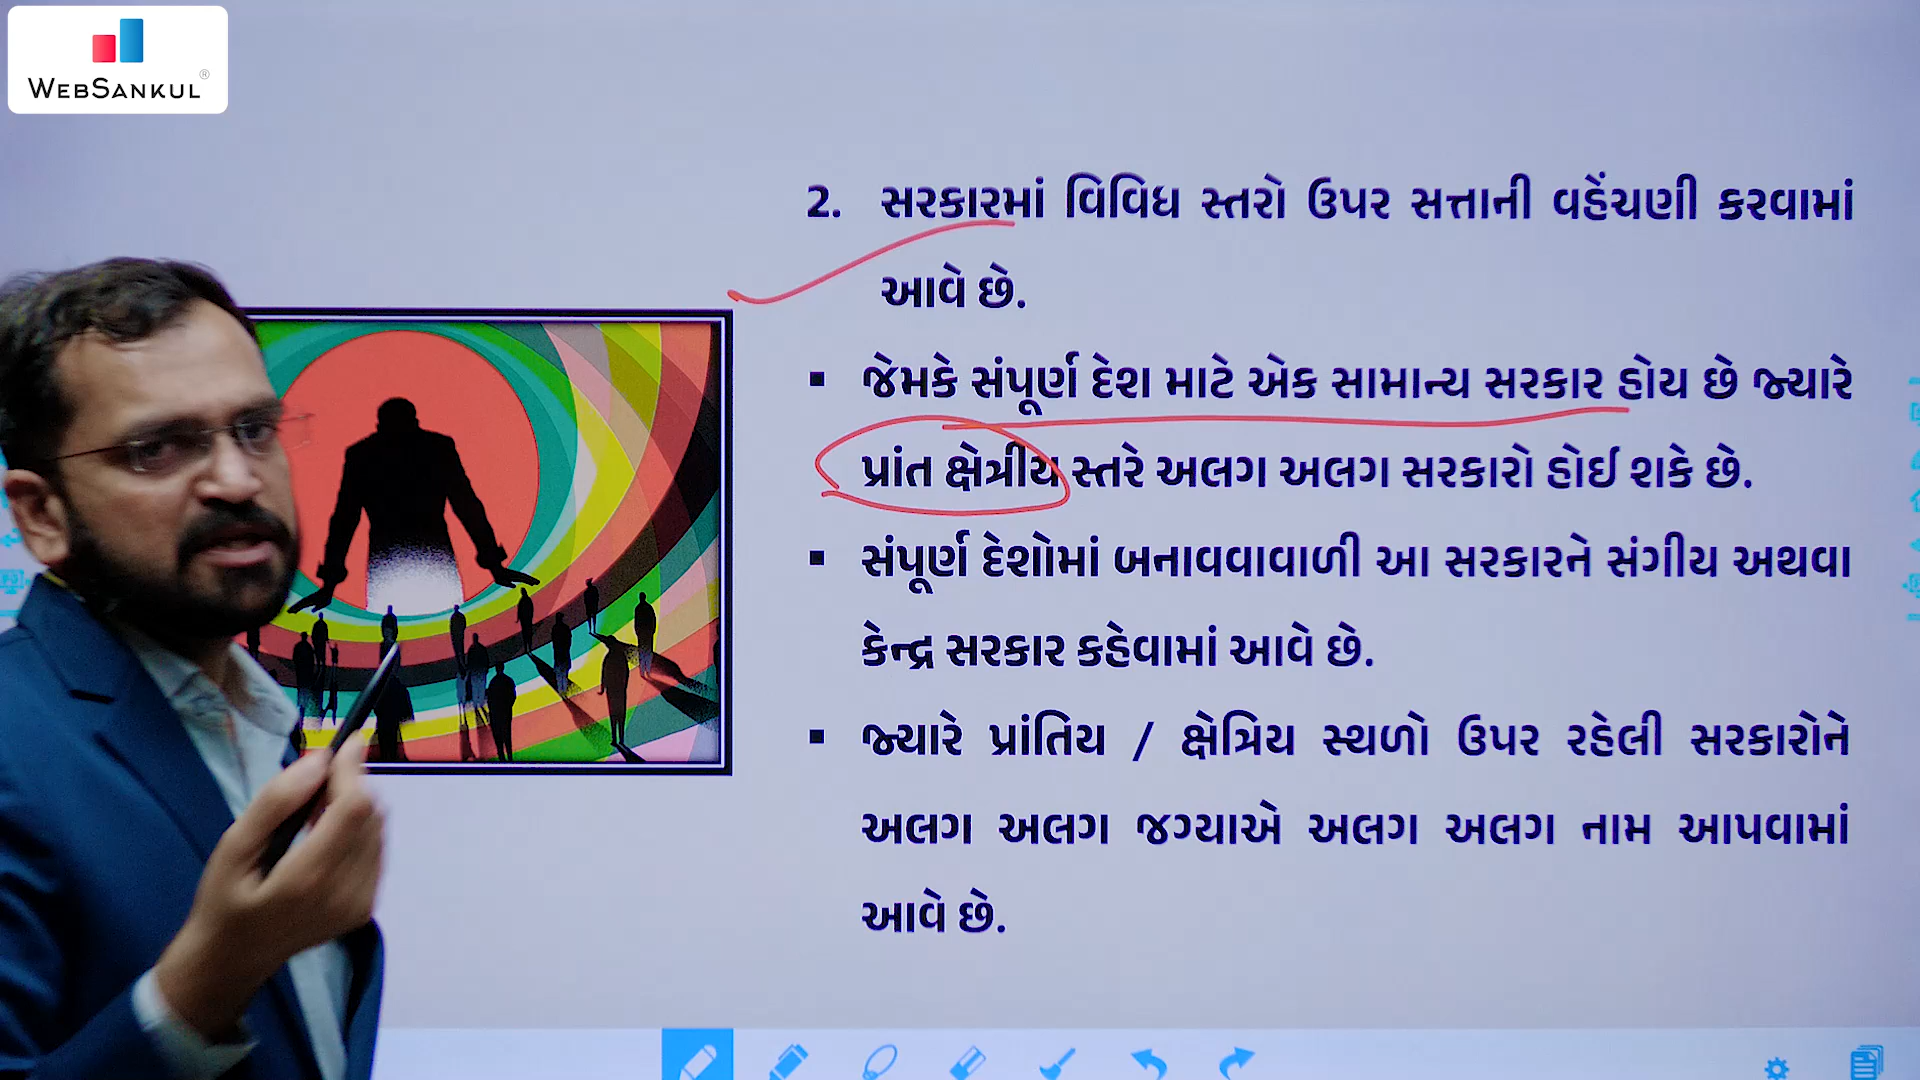 WEBSANKUL®
2. સરકારમાં વિવિધ સ્તરો ઉપર સત્તાની વહેંચણી કરવામાં
આવે છે.
▪ જેમકે સંપૂર્ણ દેશ માટે એક સામાન્ય સરકાર હોય છે જ્યારે
પ્રાંત ક્ષેત્રીય સ્તરે અલગ અલગ સરકારો હોઈ શકે છે.
▪ સંપૂર્ણ દેશોમાં બનાવવાવાળી આ સરકારને સંગીય અથવા
કેન્દ્ર સરકાર કહેવામાં આવે છે.
▪ જ્યારે પ્રાંતિય / ક્ષેત્રિય સ્થળો ઉપર રહેલી સરકારોને
અલગ અલગ જગ્યાએ અલગ અલગ નામ આપવામાં
આવે છે.